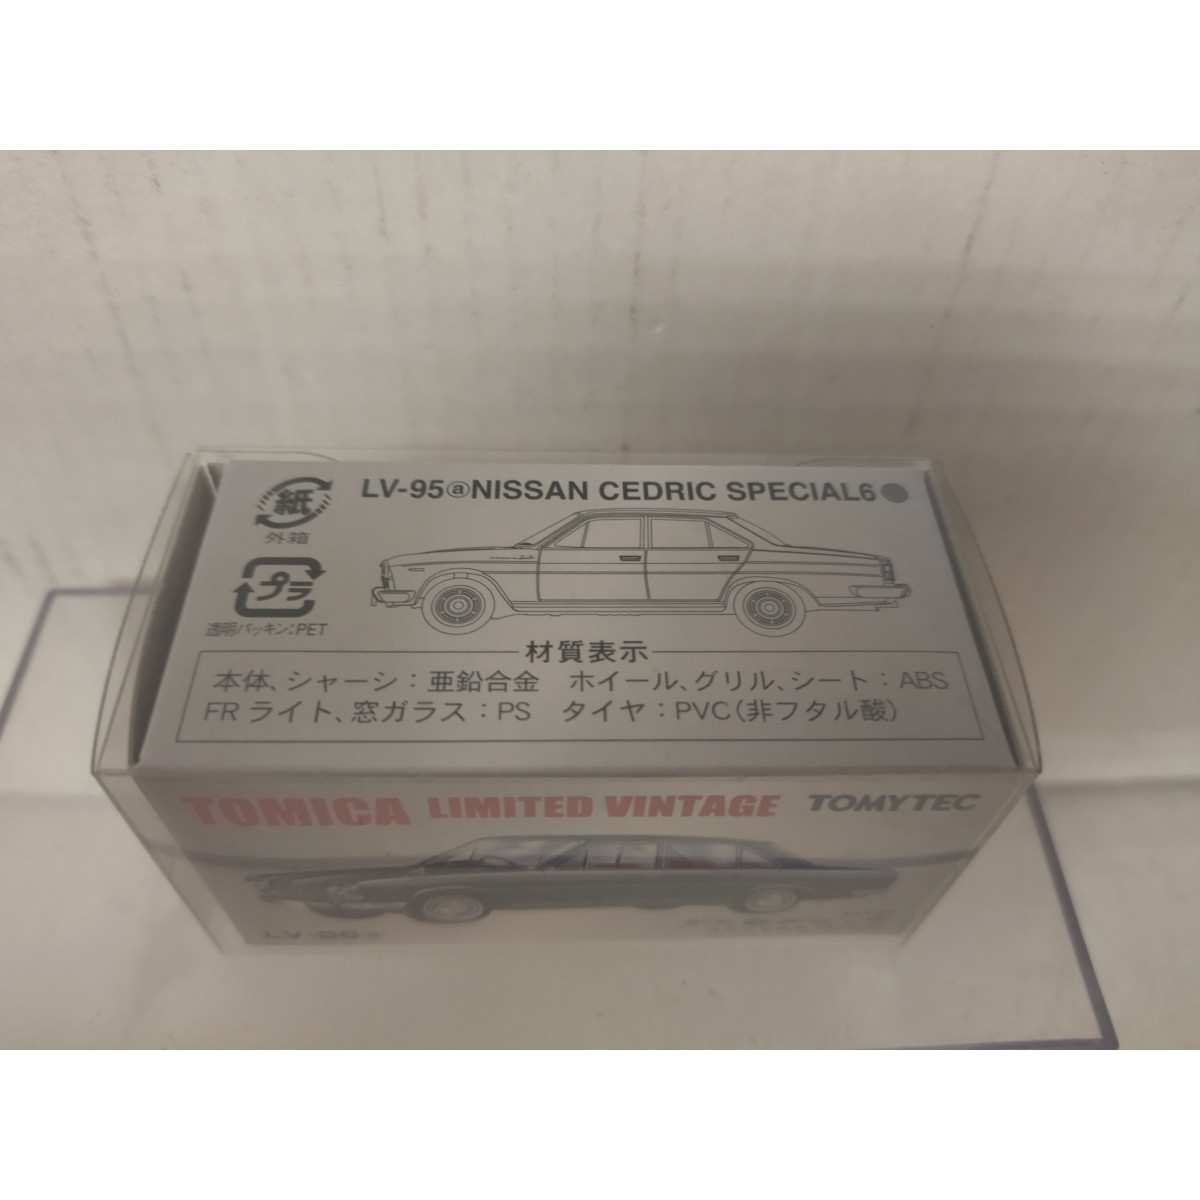 LV-95ⓐNISSAN CEDRIC SPECIAL6●
紙
外箱
プラ
透明パッキン:PET
材質表示
本体、シャーシ:亜鉛合金 ホイール、グリル、シート:ABS
FRライト、窓ガラス:PS タイヤ:PVC(非フタル酸)
TOMICA LIMITED VINTAGE TOMYTEC
LV-95ⓐ